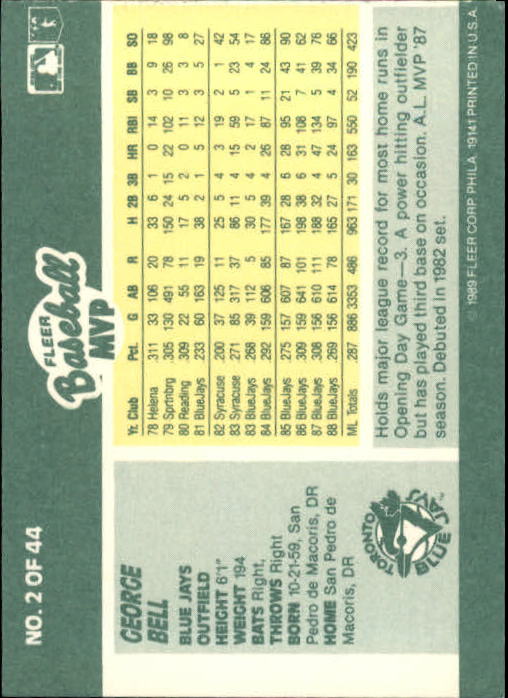 NO. 2 OF 44
FLEER
Baseball
MVP
GEORGE
BELL
BLUE JAYS
OUTFIELD
HEIGHT 6'1"
WEIGHT 194
BATS Right,
THROWS Right
BORN 10-21-59, San
Pedro de Macoris, DR
HOME San Pedro de
Macoris, DR
TORONTO
BLUE JAYS
Yr. Club Pct. G AB R H 2B 3B HR RBI SB BB SO
78 Helena .311 33 106 20 33 6 1 0 14 3 9 18
79 Sprtnbrg .305 130 491 78 150 24 15 22 102 10 26 98
80 Reading .309 22 55 11 17 5 2 0 11 3 3 8
81 BlueJays .233 60 163 19 38 2 1 5 12 3 5 27
82 Syracuse .200 37 125 11 25 5 4 3 19 2 1 42
83 Syracuse .271 85 317 37 86 11 4 15 59 5 23 54
83 BlueJays .268 39 112 5 30 5 4 2 17 1 4 17
84 BlueJays .292 159 606 85 177 39 4 26 87 11 24 86
85 BlueJays .275 157 607 87 167 28 6 28 95 21 43 90
86 BlueJays .309 159 641 101 198 38 6 31 108 7 41 62
87 BlueJays .308 156 610 111 188 32 4 47 134 5 39 76
88 BlueJays .269 156 614 78 165 27 5 24 97 4 34 66
ML Totals .287 886 3353 486 963 171 30 163 550 52 190 423
Holds major league record for most home runs in
Opening Day Game—3. A power hitting outfielder
but has played third base on occasion. A.L. MVP '87
season. Debuted in 1982 set.
© 1989 FLEER CORP. PHILA. 19141 PRINTED IN U.S.A.